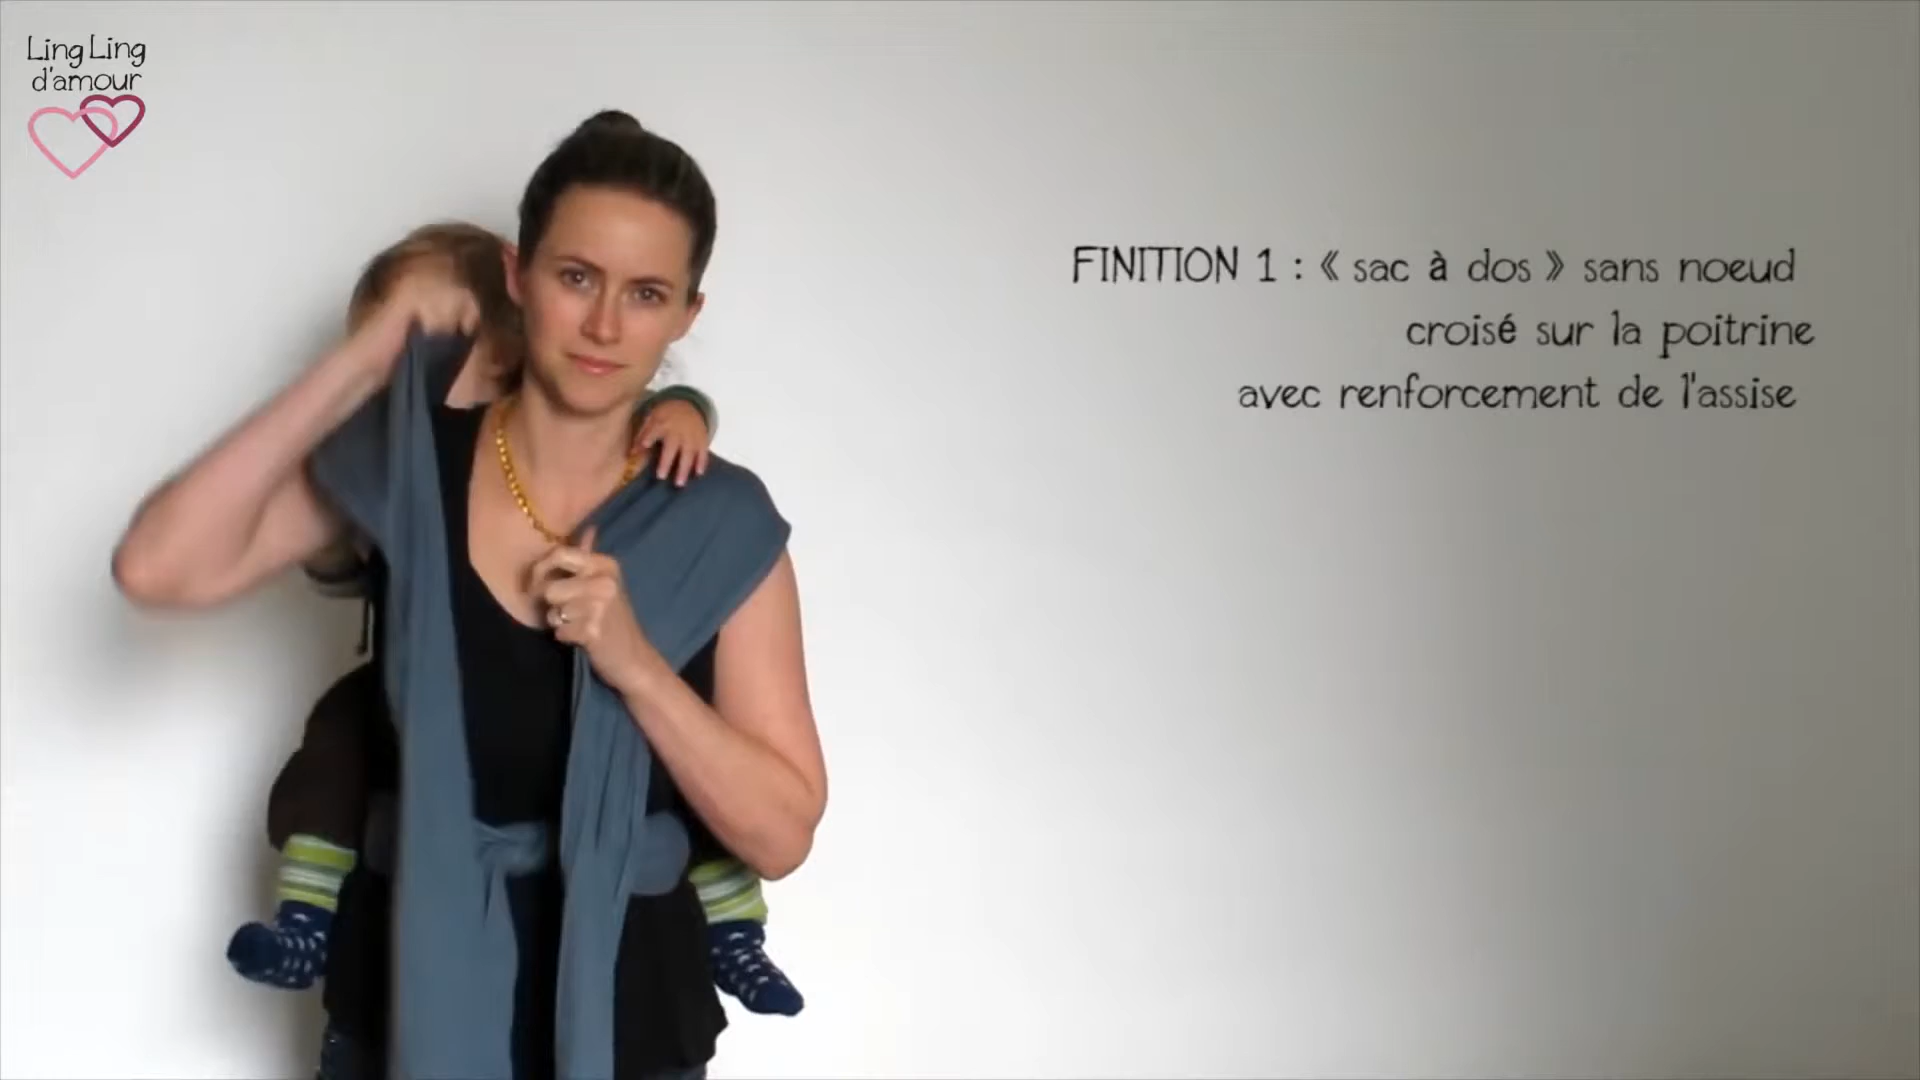 Ling Ling
d'amour
FINITION 1 : « sac à dos » sans noeud
croisé sur la poitrine
avec renforcement de l'assise